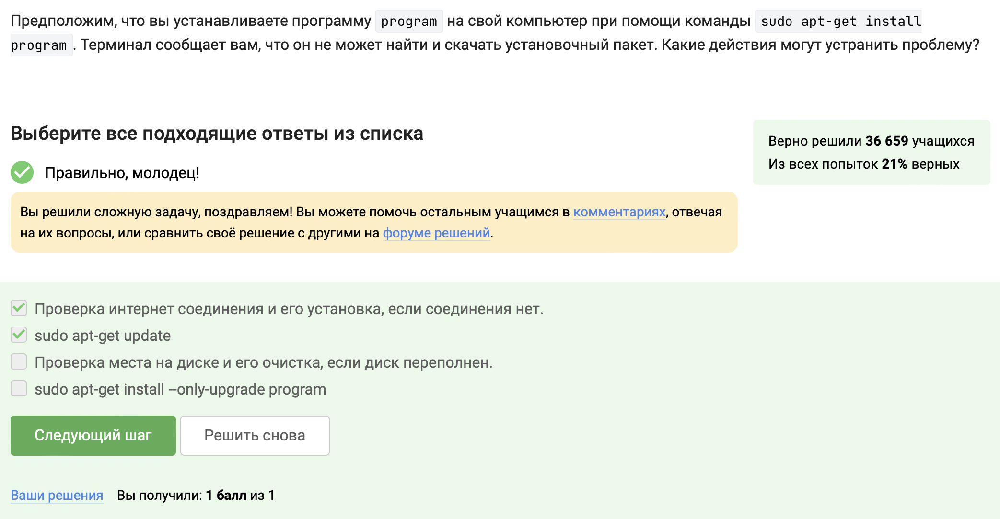 Предположим, что вы устанавливаете программу program на свой компьютер при помощи команды sudo apt-get install
program. Терминал сообщает вам, что он не может найти и скачать установочный пакет. Какие действия могут устранить проблему?
Выберите все подходящие ответы из списка
Верно решили 36 659 учащихся
Из всех попыток 21% верных
Правильно, молодец!
Вы решили сложную задачу, поздравляем! Вы можете помочь остальным учащимся в комментариях, отвечая
на их вопросы, или сравнить своё решение с другими на форуме решений.
Проверка интернет соединения и его установка, если соединения нет.
sudo apt-get update
Проверка места на диске и его очистка, если диск переполнен.
sudo apt-get install --only-upgrade program
Следующий шаг Решить снова
Ваши решения Вы получили: 1 балл из 1